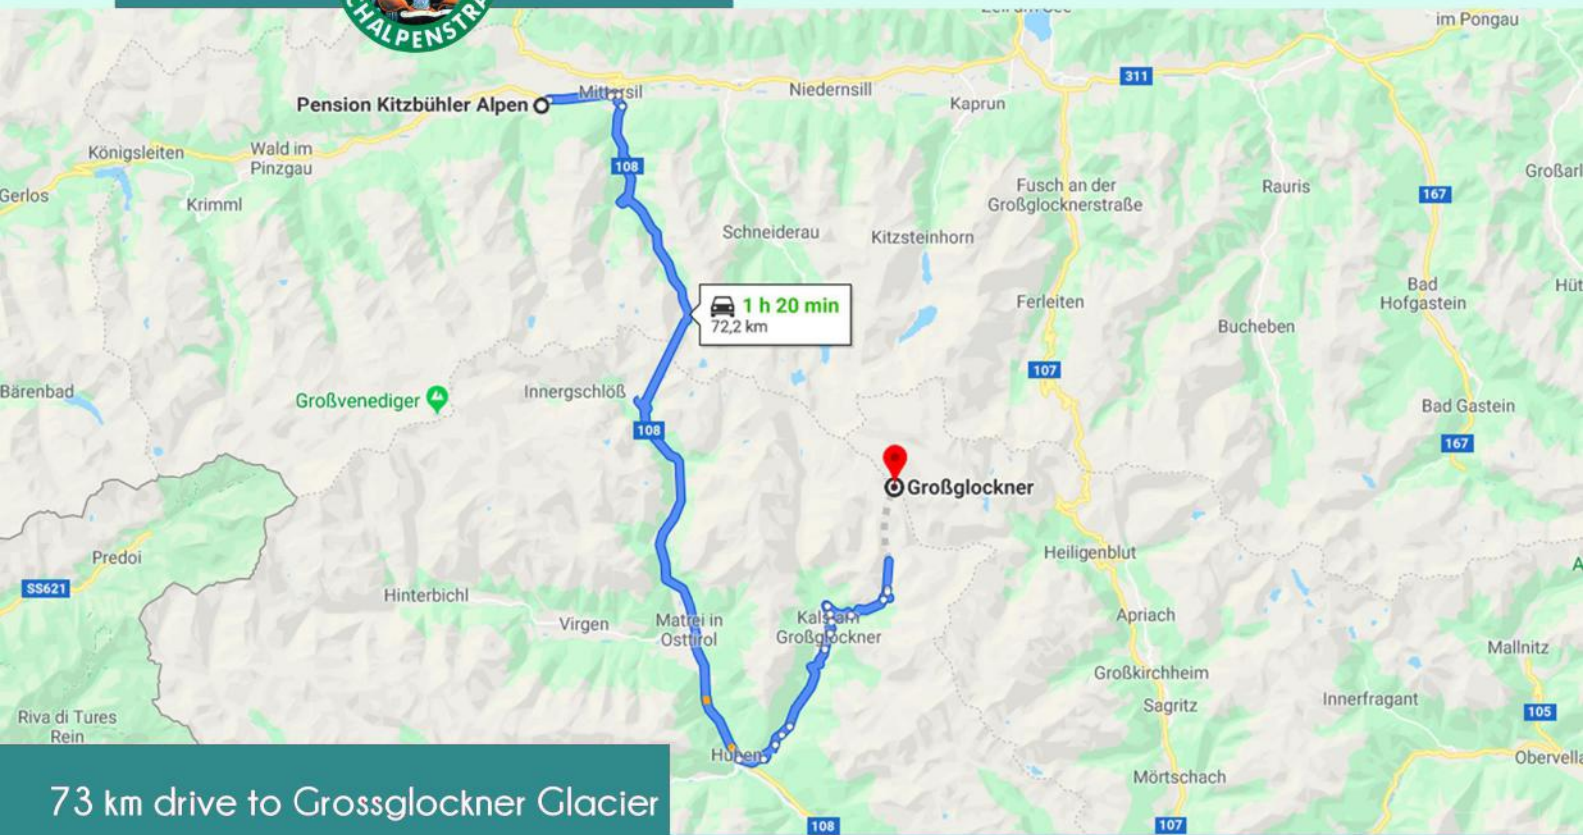 HALPENSTRA
Zell am See
im Pongau
311
Mittersil
Niedernsill
Pension Kitzbühler Alpen
Kaprun
Königsleiten
Wald im
Pinzgau
108
Gerlos
Krimml
Fusch an der
Großglocknerstraße
Rauris
167
Großarl
Schneiderau
Kitzsteinhorn
1 h 20 min
72,2 km
Ferleiten
Bad
Hofgastein
Hüt
Bucheben
107
Bärenbad
Großvenediger
Innergschlöß
Bad Gastein
108
167
Großglockner
Predoi
Heiligenblut
SS621
Hinterbichl
Virgen
Matrei in
Osttirol
Kals am
Großglockner
Apriach
Mallnitz
Großkirchheim
Sagritz
Innerfragant
105
Riva di Tures
Rein
Huben
Obervella
Mörtschach
73 km drive to Grossglockner Glacier
108
107